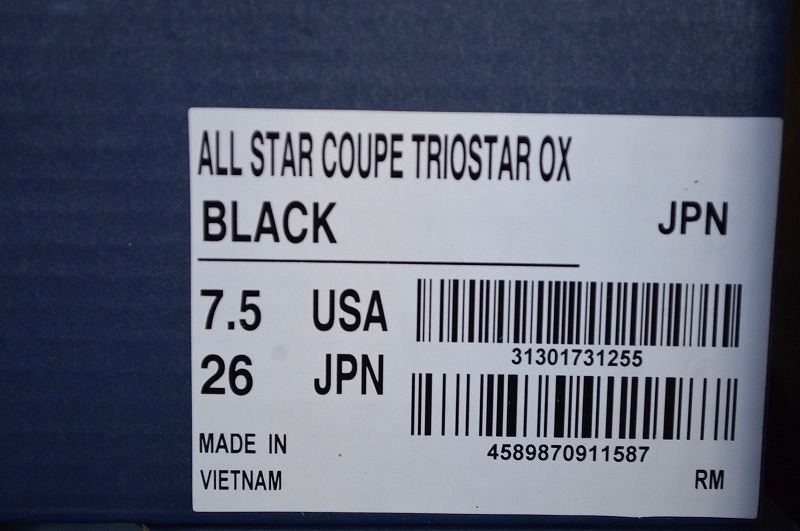 ALL STAR COUPE TRIOSTAR OX
BLACK JPN
7.5 USA
31301731255
26 JPN
4589870911587
MADE IN
VIETNAM
RM